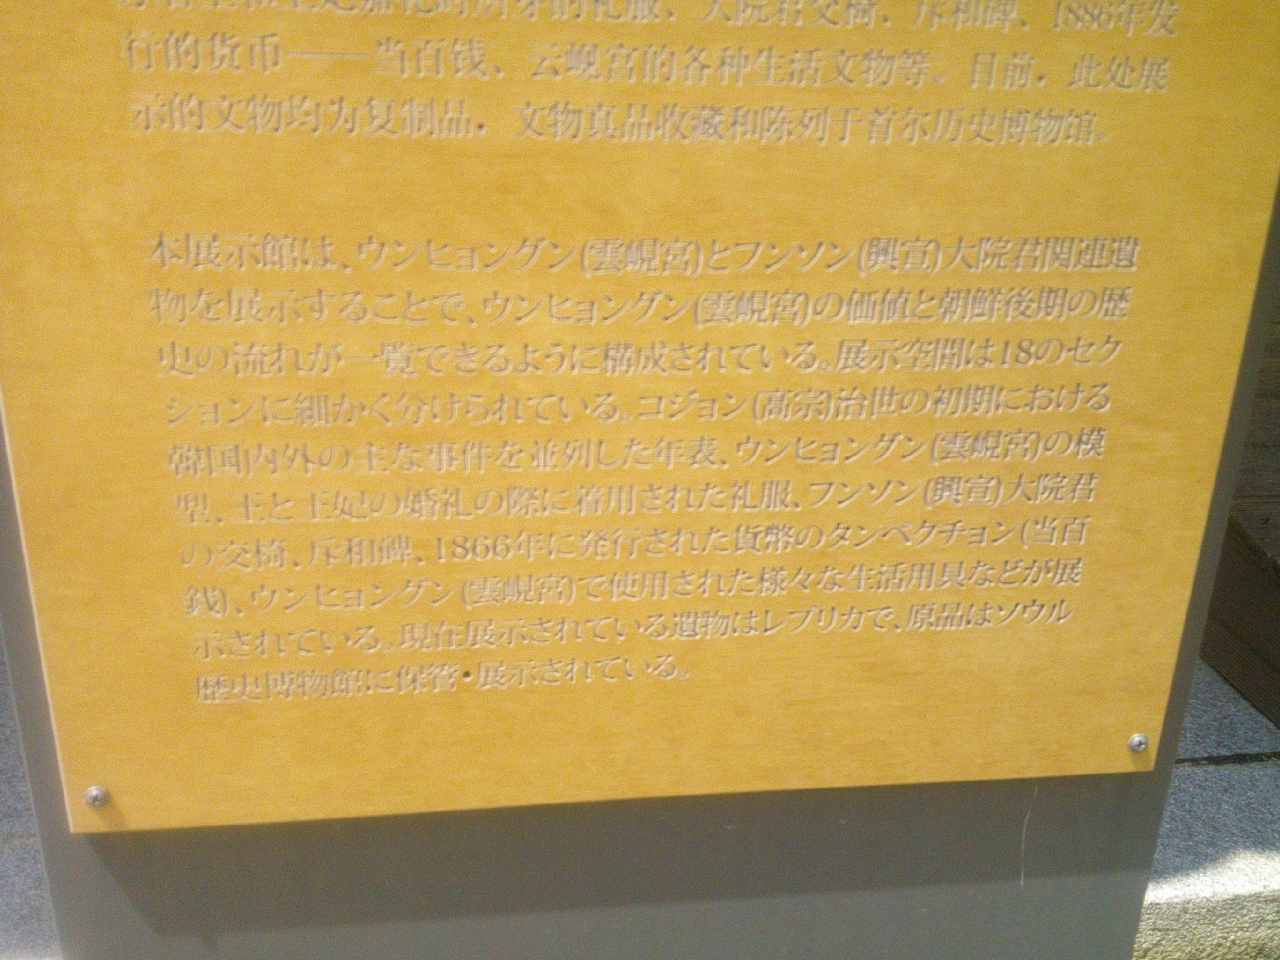 礼服、大院君交椅、斥和碑、1886年发
行的货币——当百钱、云岘宫的各种生活文物等。目前，此处展
示的文物均为复制品，文物真品收藏和陈列于首尔历史博物馆。
本展示館は、ウンヒョングン(雲峴宮)とフンソン(興宣)大院君関連遺
物を展示することで、ウンヒョングン(雲峴宮)の価値と朝鮮後期の歴
史の流れが一覧できるように構成されている。展示空間は18のセク
ションに細かく分けられている。コジョン(高宗)治世の初期における
韓国内外の主な事件を並列した年表、ウンヒョングン(雲峴宮)の模
型、王と王妃の婚礼の際に着用された礼服、フンソン(興宣)大院君
の交椅、斥和碑、1866年に発行された貨幣のタンベクチョン(当百
銭)、ウンヒョングン(雲峴宮)で使用された様々な生活用具などが展
示されている。現在展示されている遺物はレプリカで、原品はソウル
歴史博物館に保管・展示されている。